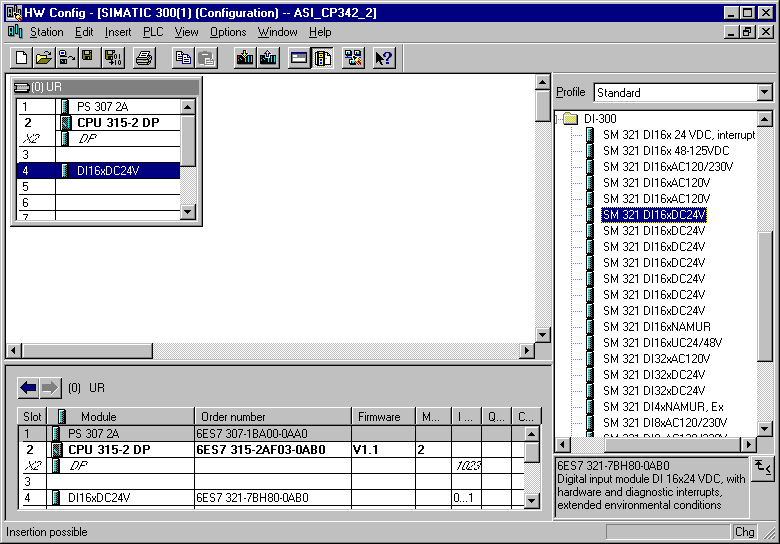 HW Config - [SIMATIC 300(1) (Configuration) -- ASI_CP342_2]
Station Edit Insert PLC View Options Window Help
(0) UR
1 PS 307 2A
2 CPU 315-2 DP
X2 DP
3
4 DI16xDC24V
5
6
7
Profile Standard
DI-300
SM 321 DI16x 24 VDC, interrupt
SM 321 DI16x 48-125VDC
SM 321 DI16xAC120/230V
SM 321 DI16xAC120V
SM 321 DI16xAC120V
SM 321 DI16xDC24V
SM 321 DI16xDC24V
SM 321 DI16xDC24V
SM 321 DI16xDC24V
SM 321 DI16xDC24V
SM 321 DI16xDC24V
SM 321 DI16xDC24V
SM 321 DI16xNAMUR
SM 321 DI16xUC24/48V
SM 321 DI32xAC120V
SM 321 DI32xDC24V
SM 321 DI32xDC24V
SM 321 DI4xNAMUR, Ex
SM 321 DI8xAC120/230V
(0) UR
Slot Module Order number Firmware M... I... Q... C...
1 PS 307 2A 6ES7 307-1BA00-0AA0
2 CPU 315-2 DP 6ES7 315-2AF03-0AB0 V1.1 2
X2 DP 1023
3
4 DI16xDC24V 6ES7 321-7BH80-0AB0 0...1
6ES7 321-7BH80-0AB0
Digital input module DI 16x24 VDC, with
hardware and diagnostic interrupts,
extended environmental conditions
Insertion possible
Chg